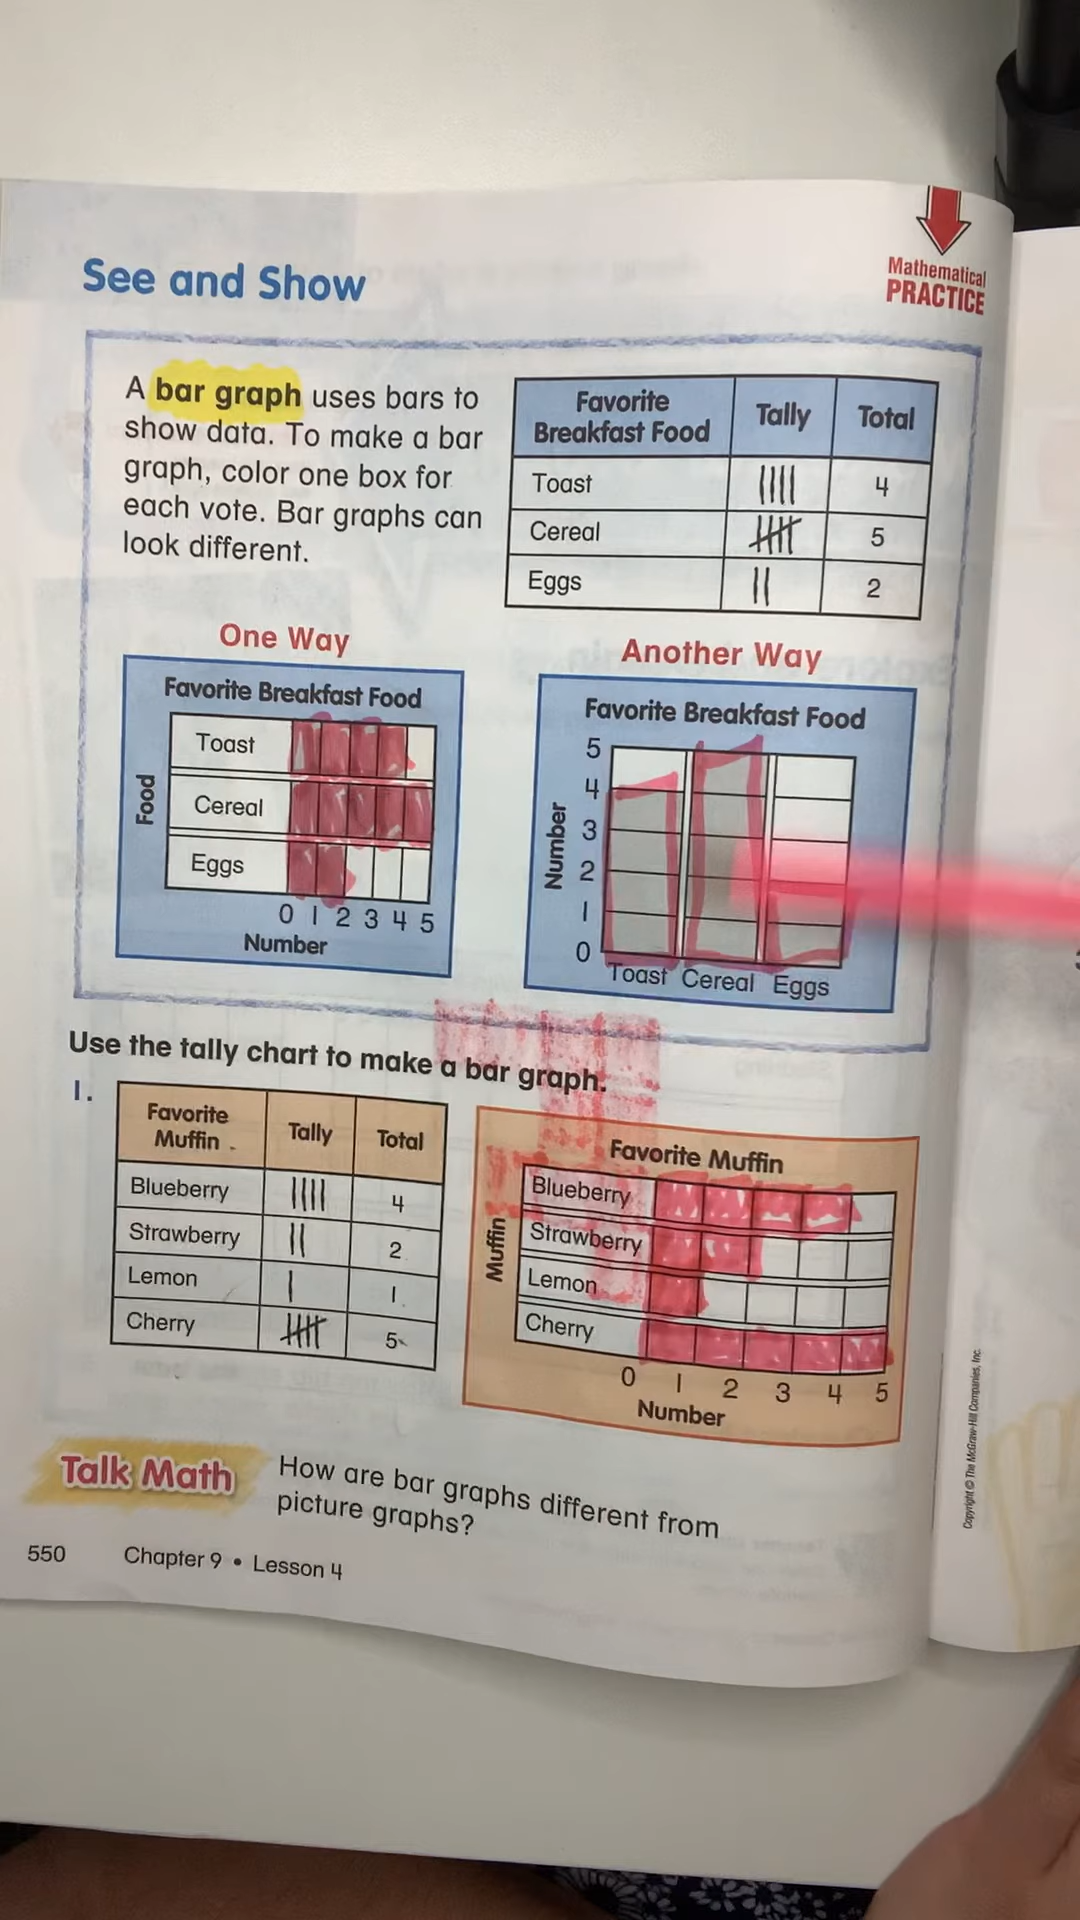 Mathematical
PRACTICE
See and Show
A bar graph uses bars to
show data. To make a bar
graph, color one box for
each vote. Bar graphs can
look different.
Favorite Breakfast Food Tally Total
Toast 4
Cereal 5
Eggs 2
One Way
Favorite Breakfast Food
Food
Toast
Cereal
Eggs
0 1 2 3 4 5
Number
Another Way
Favorite Breakfast Food
Number
5
4
3
2
1
0
Toast Cereal Eggs
Use the tally chart to make a bar graph.
1.
Favorite Muffin Tally Total
Blueberry 4
Strawberry 2
Lemon 1
Cherry 5
Favorite Muffin
Muffin
Blueberry
Strawberry
Lemon
Cherry
0 1 2 3 4 5
Number
Talk Math
How are bar graphs different from
picture graphs?
550 Chapter 9 • Lesson 4
Copyright © The McGraw-Hill Companies, Inc.